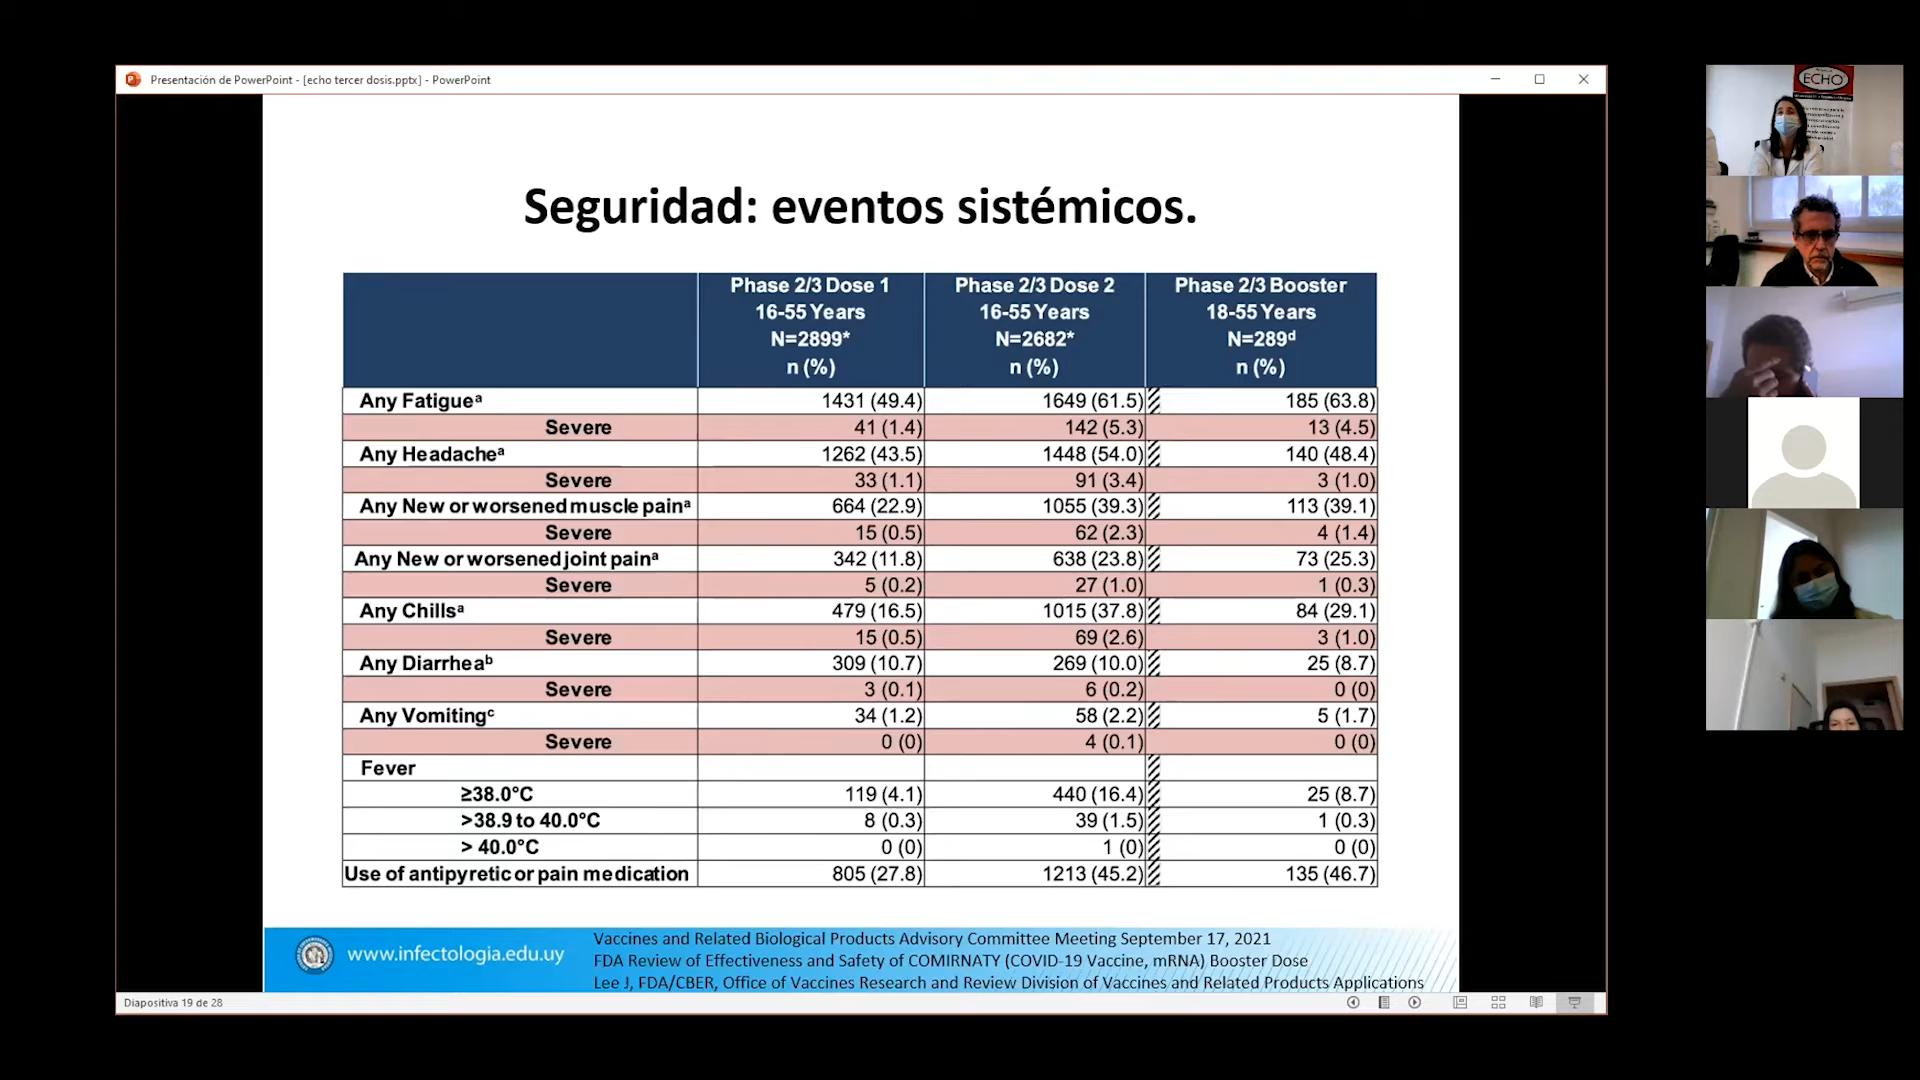 Presentación de PowerPoint - [echo tercer dosis.pptx] - PowerPoint
ECHO
Seguridad: eventos sistémicos.
Phase 2/3 Dose 1 Phase 2/3 Dose 2 Phase 2/3 Booster
16-55 Years 16-55 Years 18-55 Years
N=2899* N=2682* N=289ᵈ
n (%) n (%) n (%)
Any Fatigueᵃ 1431 (49.4) 1649 (61.5) 185 (63.8)
Severe 41 (1.4) 142 (5.3) 13 (4.5)
Any Headacheᵃ 1262 (43.5) 1448 (54.0) 140 (48.4)
Severe 33 (1.1) 91 (3.4) 3 (1.0)
Any New or worsened muscle painᵃ 664 (22.9) 1055 (39.3) 113 (39.1)
Severe 15 (0.5) 62 (2.3) 4 (1.4)
Any New or worsened joint painᵃ 342 (11.8) 638 (23.8) 73 (25.3)
Severe 5 (0.2) 27 (1.0) 1 (0.3)
Any Chillsᵃ 479 (16.5) 1015 (37.8) 84 (29.1)
Severe 15 (0.5) 69 (2.6) 3 (1.0)
Any Diarrheaᵇ 309 (10.7) 269 (10.0) 25 (8.7)
Severe 3 (0.1) 6 (0.2) 0 (0)
Any Vomitingᶜ 34 (1.2) 58 (2.2) 5 (1.7)
Severe 0 (0) 4 (0.1) 0 (0)
Fever
≥38.0°C 119 (4.1) 440 (16.4) 25 (8.7)
>38.9 to 40.0°C 8 (0.3) 39 (1.5) 1 (0.3)
> 40.0°C 0 (0) 1 (0) 0 (0)
Use of antipyretic or pain medication 805 (27.8) 1213 (45.2) 135 (46.7)
www.infectologia.edu.uy
Vaccines and Related Biological Products Advisory Committee Meeting September 17, 2021
FDA Review of Effectiveness and Safety of COMIRNATY (COVID-19 Vaccine, mRNA) Booster Dose
Lee J, FDA/CBER, Office of Vaccines Research and Review Division of Vaccines and Related Products Applications
Diapositiva 19 de 28